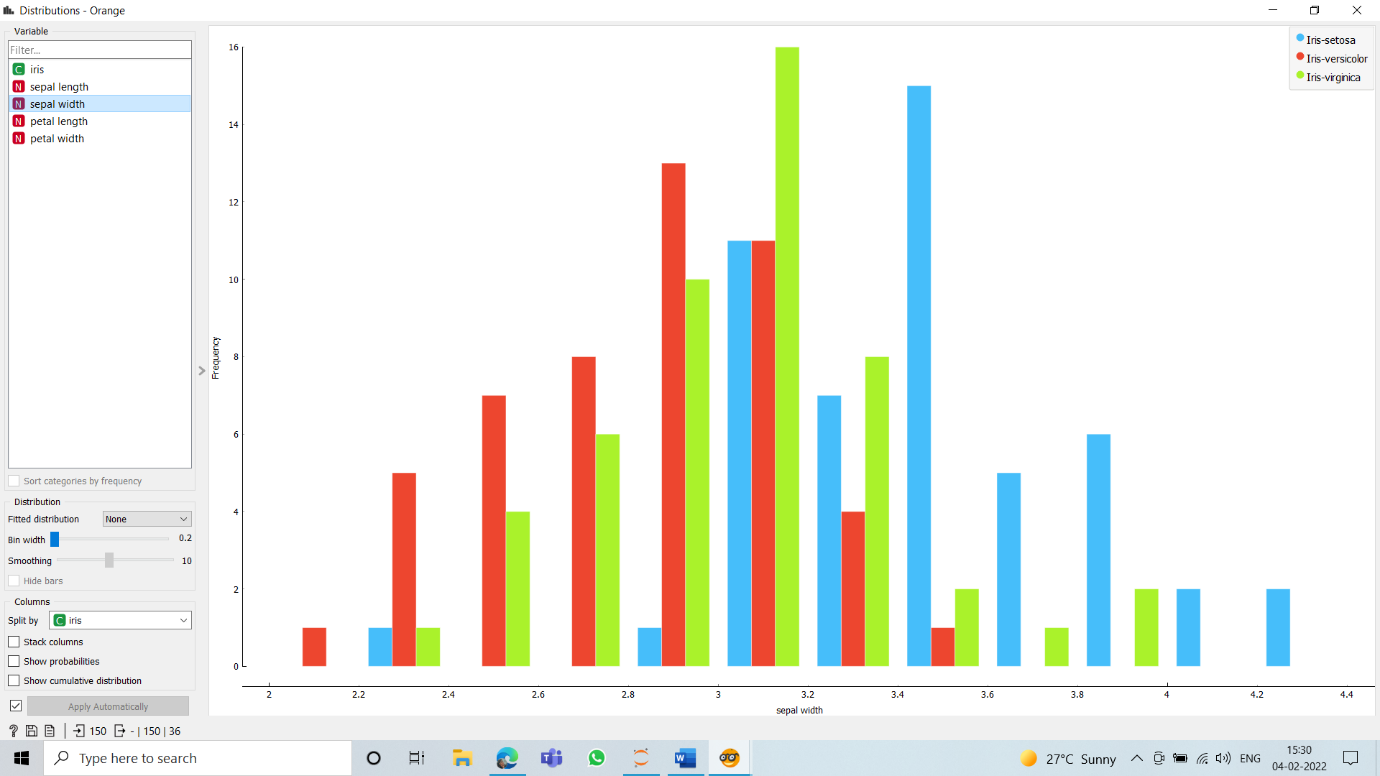 Distributions - Orange
Variable
Filter...
C iris
N sepal length
N sepal width
N petal length
N petal width
Sort categories by frequency
Distribution
Fitted distribution None
Bin width 0.2
Smoothing 10
Hide bars
Columns
Split by C iris
Stack columns
Show probabilities
Show cumulative distribution
Apply Automatically
? 150 - | 150 | 36
Iris-setosa
Iris-versicolor
Iris-virginica
Frequency
16
14
12
10
8
6
4
2
0
2 2.2 2.4 2.6 2.8 3 3.2 3.4 3.6 3.8 4 4.2 4.4
sepal width
Type here to search
27°C Sunny
ENG
15:30
04-02-2022